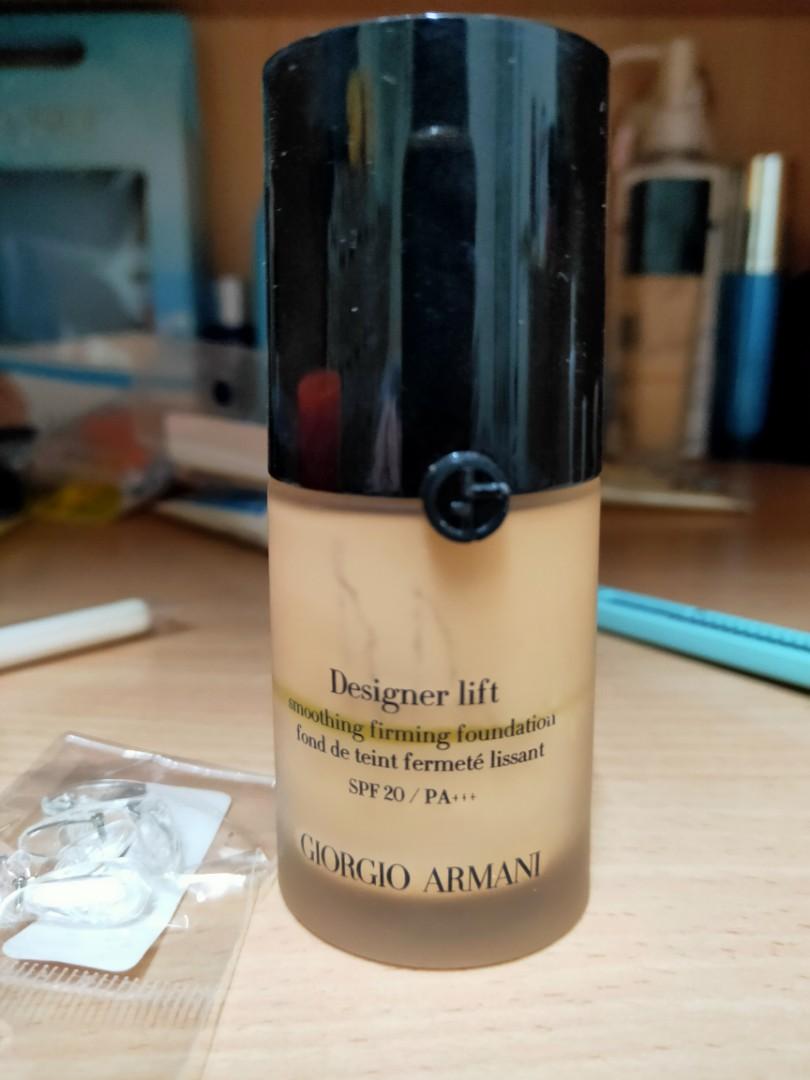 Designer lift
smoothing firming foundation
fond de teint fermeté lissant
SPF 20 / PA+++
GIORGIO ARMANI